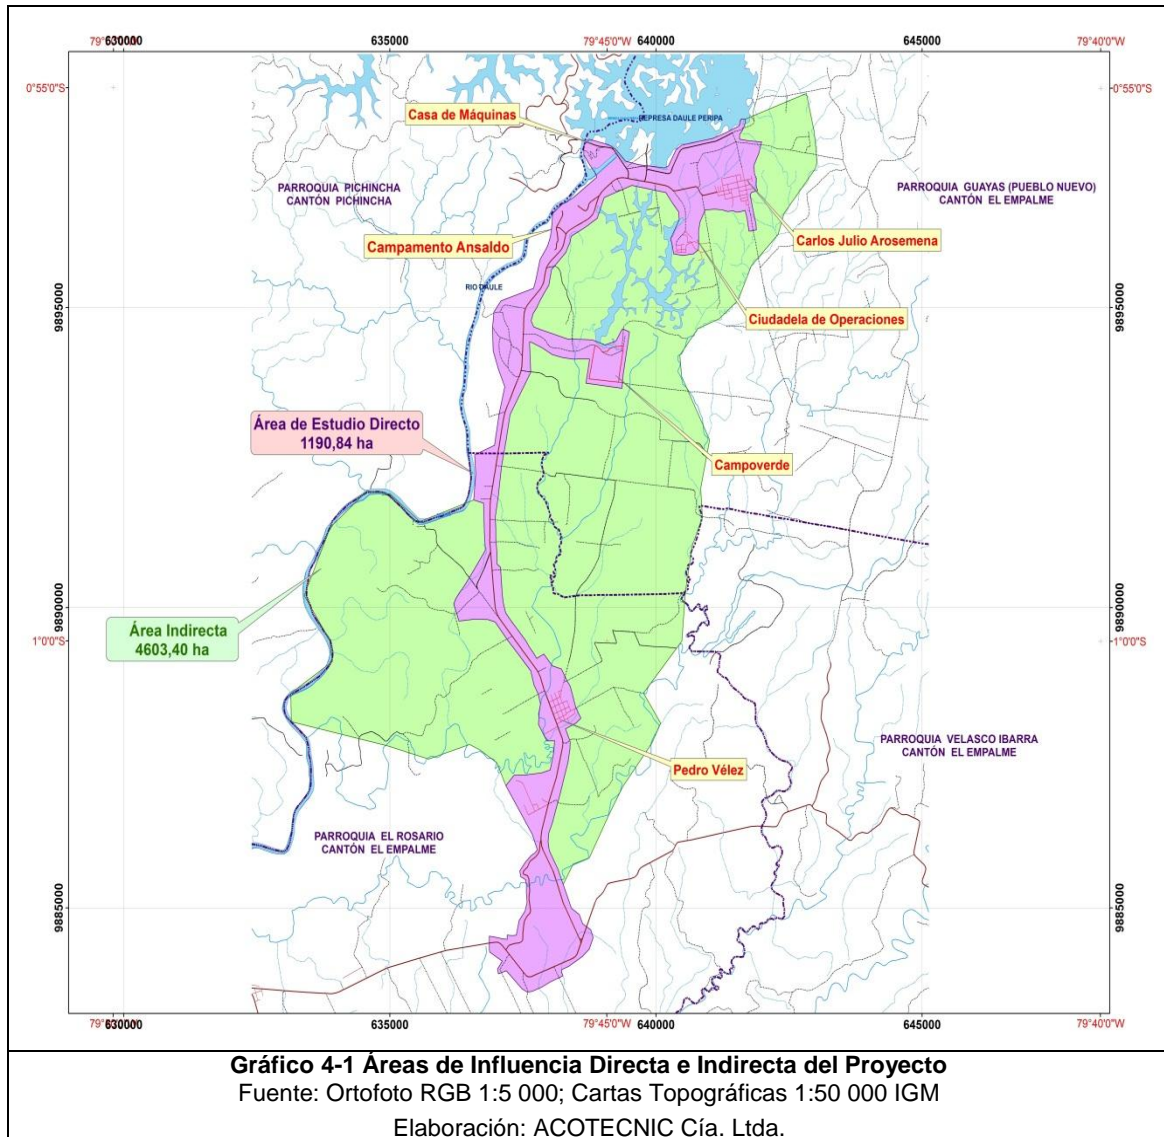 79°50'0"W 630000 635000 79°45'0"W 640000 645000 79°40'0"W
0°55'0"S
0°55'0"S
Casa de Máquinas
REPRESA DAULE PERIPA
PARROQUIA PICHINCHA
CANTÓN PICHINCHA
PARROQUIA GUAYAS (PUEBLO NUEVO)
CANTÓN EL EMPALME
Campamento Ansaldo
Carlos Julio Arosemena
RIO DAULE
9895000
9895000
Ciudadela de Operaciones
Área de Estudio Directo
1190,84 ha
Campoverde
9890000
9890000
Área Indirecta
4603,40 ha
1°0'0"S
1°0'0"S
PARROQUIA VELASCO IBARRA
CANTÓN EL EMPALME
Pedro Vélez
PARROQUIA EL ROSARIO
CANTÓN EL EMPALME
9885000
9885000
630000 635000 79°45'0"W 640000 645000 79°40'0"W
Gráfico 4-1 Áreas de Influencia Directa e Indirecta del Proyecto
Fuente: Ortofoto RGB 1:5 000; Cartas Topográficas 1:50 000 IGM
Elaboración: ACOTECNIC Cía. Ltda.